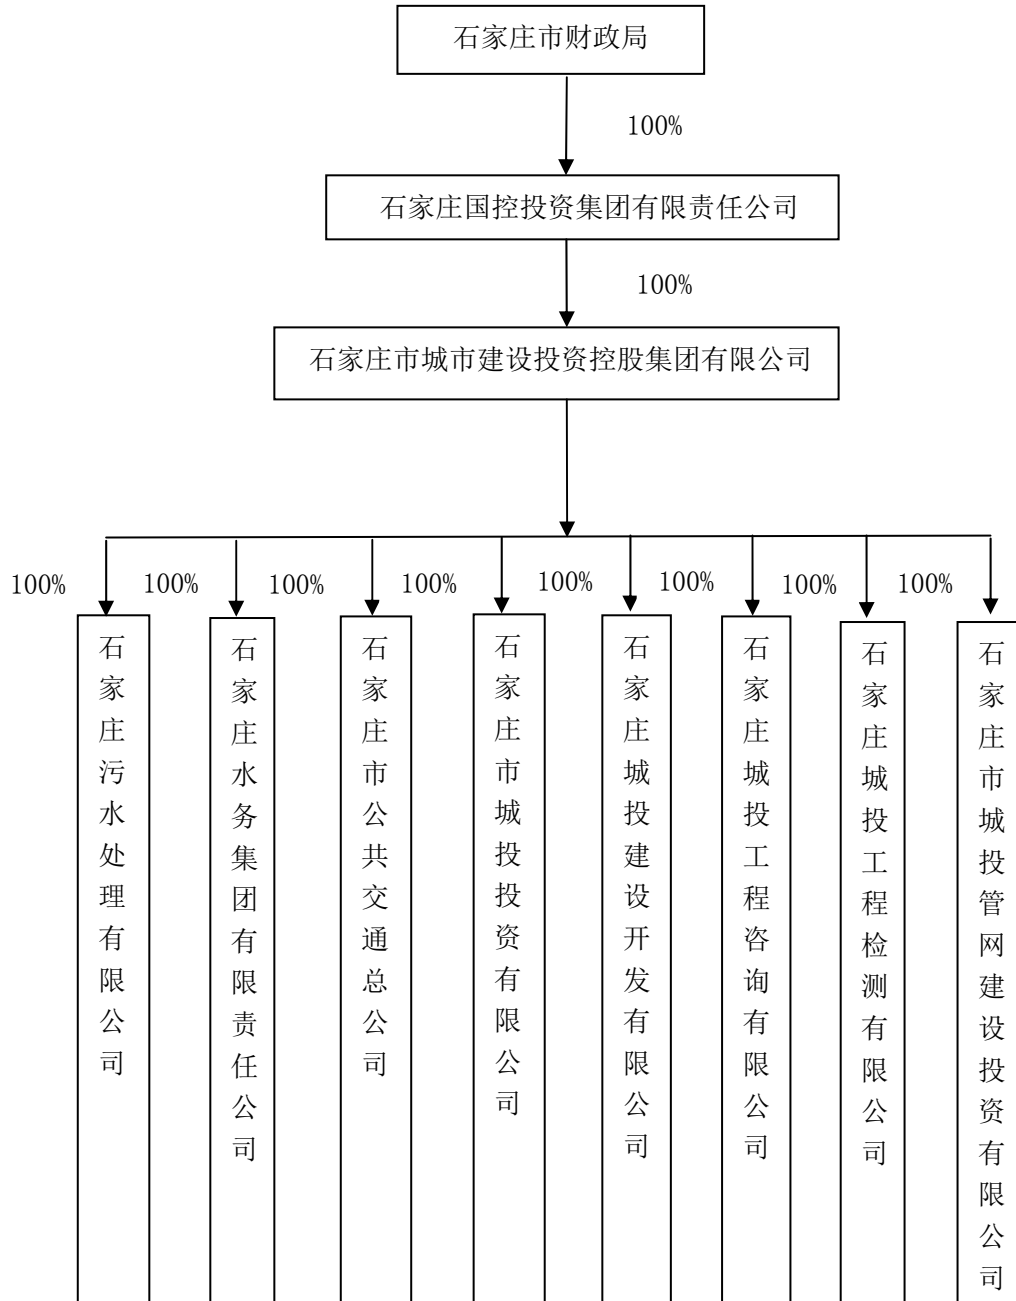 石家庄市财政局
100%
石家庄国控投资集团有限责任公司
100%
石家庄市城市建设投资控股集团有限公司
100%
100%
100%
100%
100%
100%
100%
100%
石家庄污水处理有限公司
石家庄水务集团有限责任公司
石家庄市公共交通总公司
石家庄市城投投资有限公司
石家庄城投建设开发有限公司
石家庄城投工程咨询有限公司
石家庄城投工程检测有限公司
石家庄市城投管网建设投资有限公司